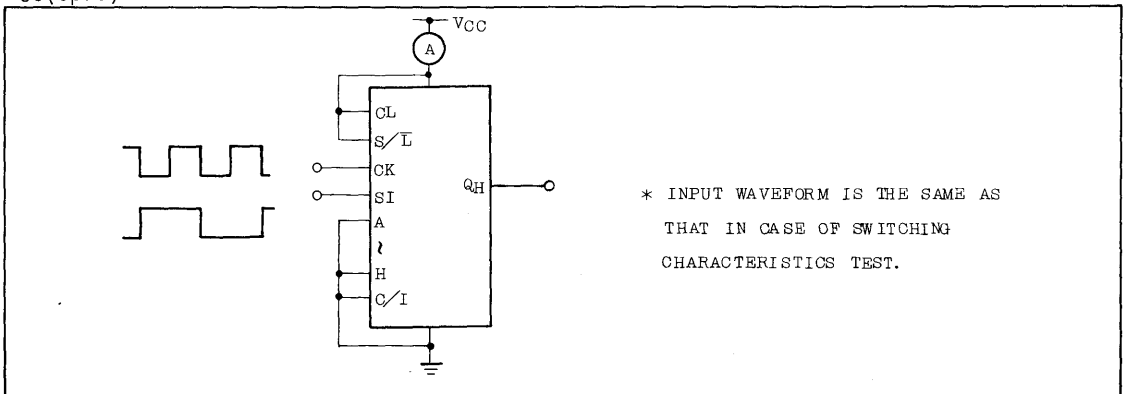 VCC
A
CL
S/L̅
CK
SI
A
~
H
C/I
QH
* INPUT WAVEFORM IS THE SAME AS
THAT IN CASE OF SWITCHING
CHARACTERISTICS TEST.